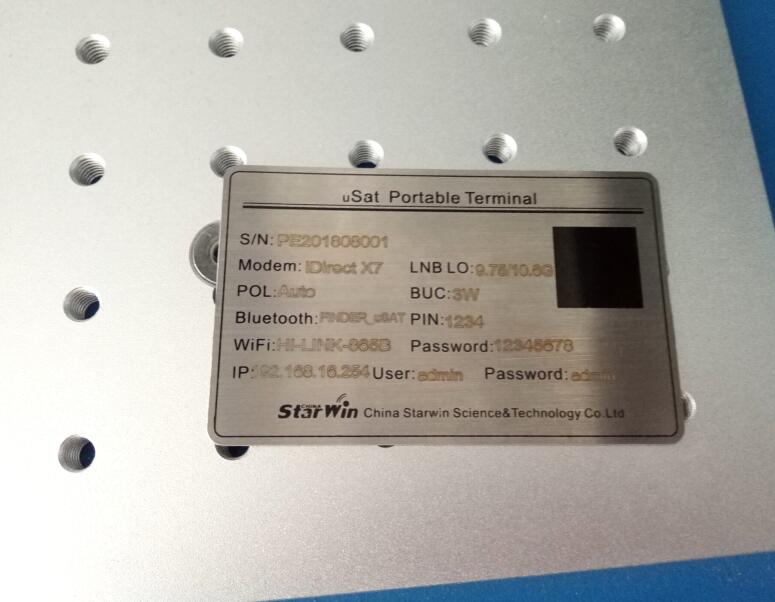 uSat Portable Terminal
S/N: PE201808001
Modem: iDirect X7 LNB LO: 9.75/10.6G
POL: Auto BUC: 3W
Bluetooth: FINDER_uSAT PIN: 1234
WiFi: HI-LINK-865B Password: 12345678
IP: 192.168.16.254 User: admin Password: admin
CHINA StarWin China Starwin Science&Technology Co.Ltd